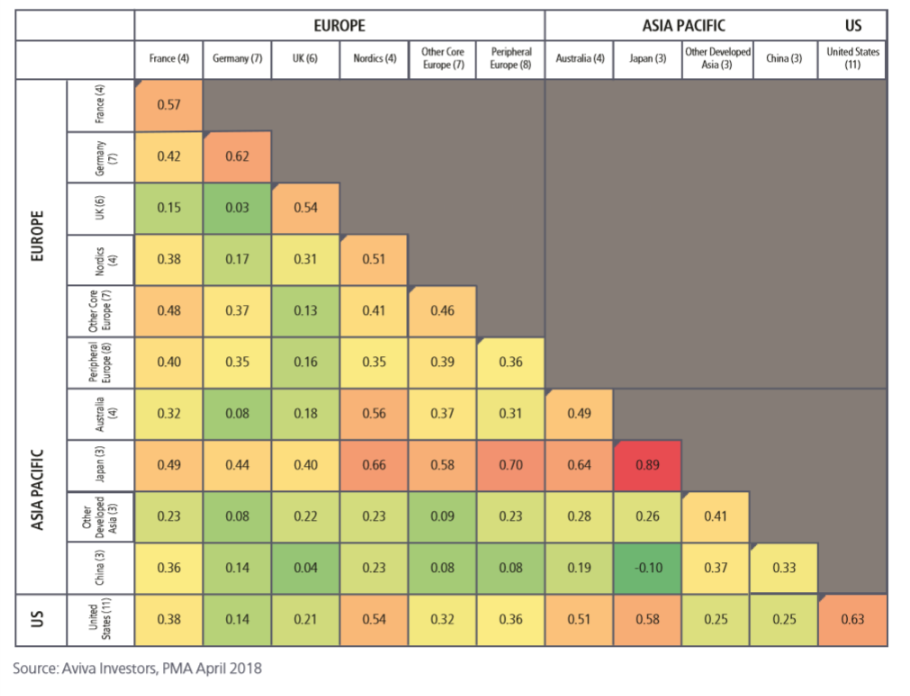 EUROPE ASIA PACIFIC US
France (4) Germany (7) UK (6) Nordics (4) Other Core Europe (7) Peripheral Europe (8) Australia (4) Japan (3) Other Developed Asia (3) China (3) United States (11)
EUROPE
France (4) 0.57
Germany (7) 0.42 0.62
UK (6) 0.15 0.03 0.54
Nordics (4) 0.38 0.17 0.31 0.51
Other Core Europe (7) 0.48 0.37 0.13 0.41 0.46
Peripheral Europe (8) 0.40 0.35 0.16 0.35 0.39 0.36
ASIA PACIFIC
Australia (4) 0.32 0.08 0.18 0.56 0.37 0.31 0.49
Japan (3) 0.49 0.44 0.40 0.66 0.58 0.70 0.64 0.89
Other Developed Asia (3) 0.23 0.08 0.22 0.23 0.09 0.23 0.28 0.26 0.41
China (3) 0.36 0.14 0.04 0.23 0.08 0.08 0.19 -0.10 0.37 0.33
US
United States (11) 0.38 0.14 0.21 0.54 0.32 0.36 0.51 0.58 0.25 0.25 0.63
Source: Aviva Investors, PMA April 2018